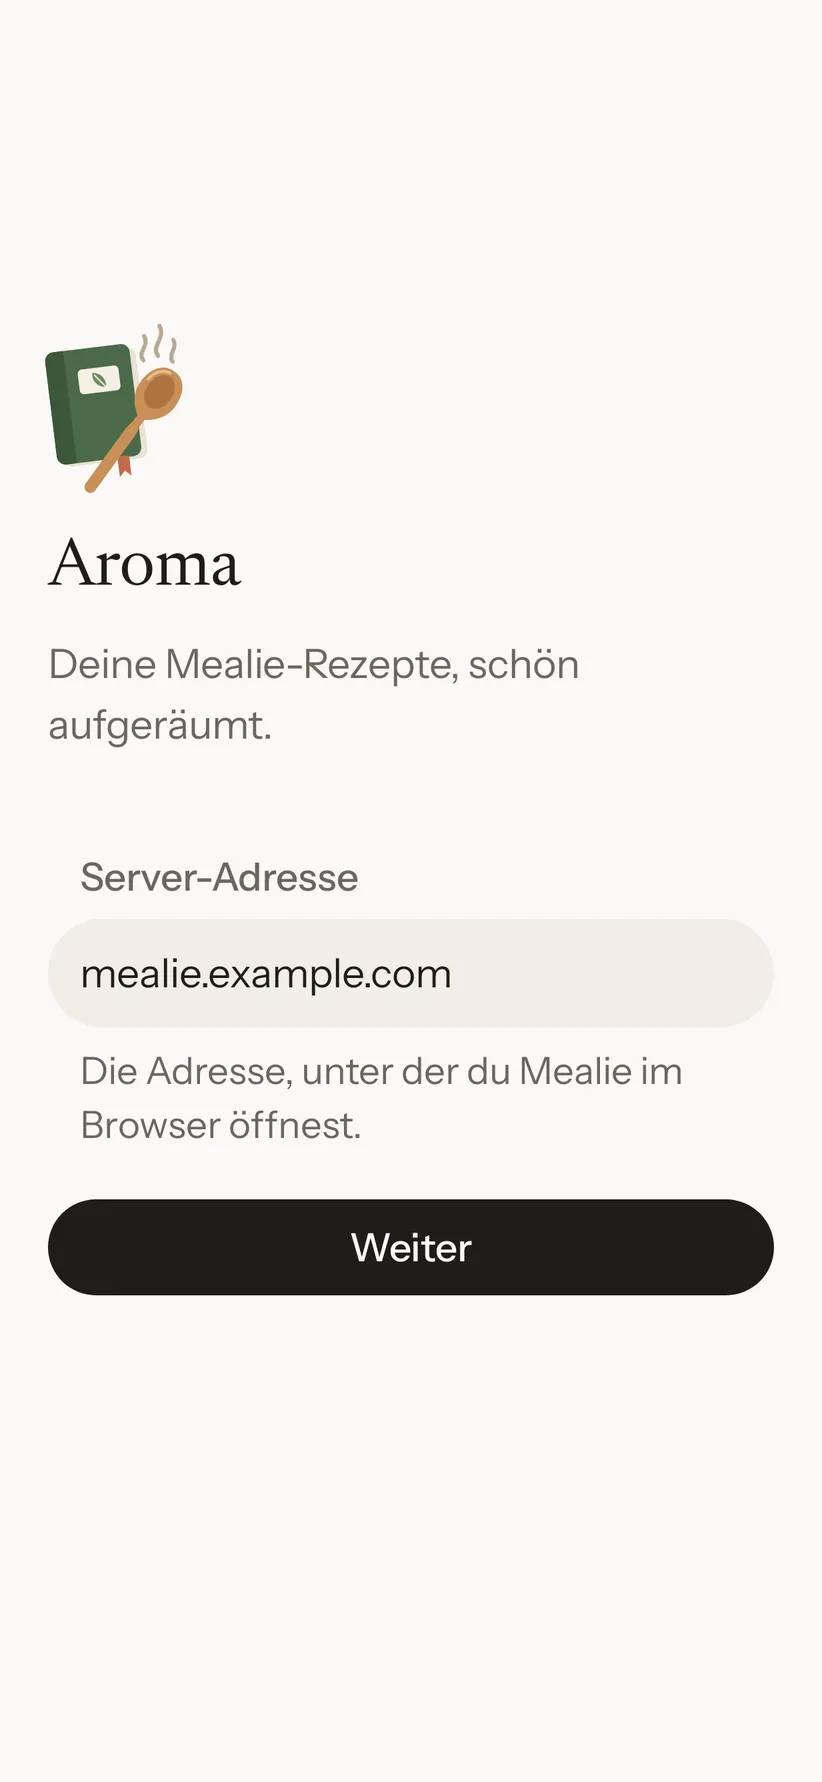 Aroma
Deine Mealie-Rezepte, schön
aufgeräumt.
Server-Adresse
mealie.example.com
Die Adresse, unter der du Mealie im
Browser öffnest.
Weiter